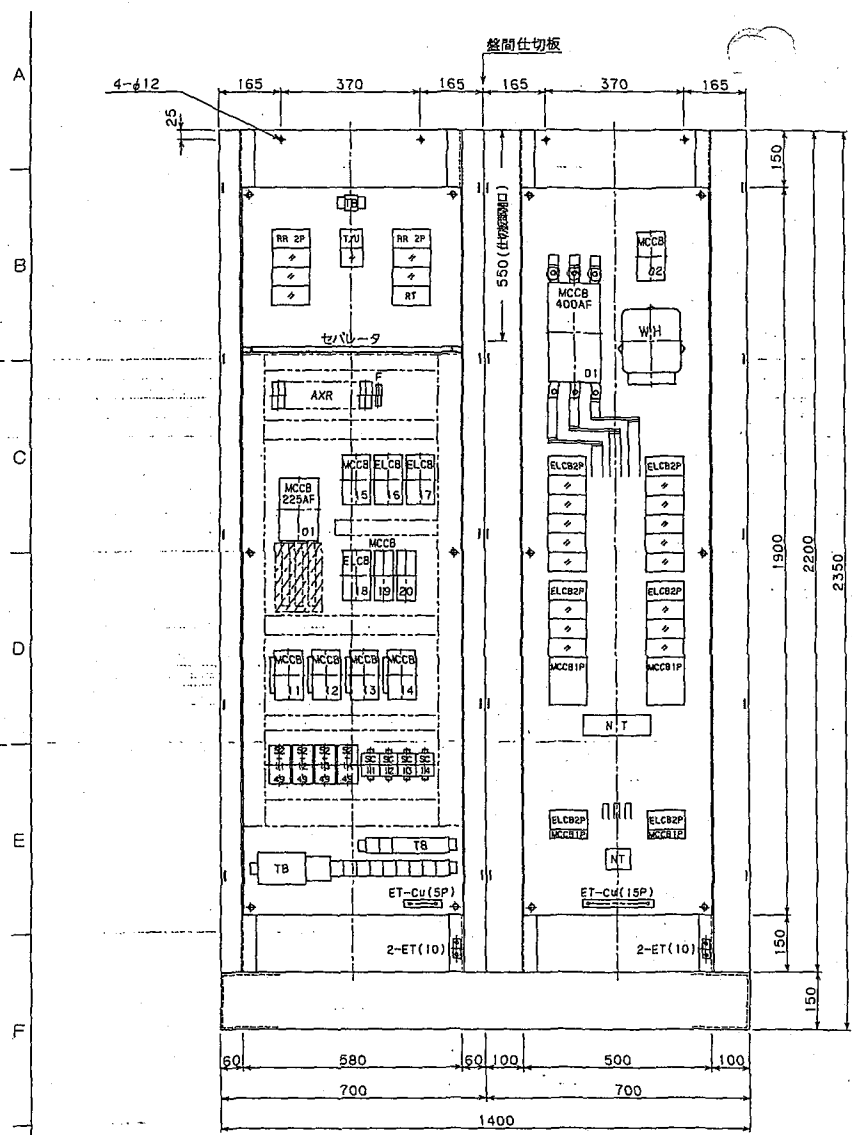 盤間仕切板
A
4-φ12
165 370 165 165 370 165
25
150
550(仕切板部開口)
TB
B
RR 2P T/U RR 2P
〃 〃 〃
〃 〃
〃 RT
MCCB
02
MCCB
400AF
01
WH
セパレータ
F
AXR
C
MCCB ELCB ELCB
15 16 17
MCCB
225AF
01
ELCB2P ELCB2P
〃 〃
〃 〃
〃 〃
〃 〃
〃 〃
MCCB
ELCB
18 19 20
1900
2200
2350
ELCB2P ELCB2P
〃 〃
〃 〃
〃 〃
MCCB1P MCCB1P
D
MCCB MCCB MCCB MCCB
11 12 13 14
NT
SC SC SC SC
111 112 113 114
49 49 49 49
E
ELCB2P ELCB2P
MCCB1P MCCB1P
TB
TB
NT
ET-Cu(5P) ET-Cu(15P)
2-ET(10) 2-ET(10)
150
150
F
60 580 60 100 500 100
700 700
1400